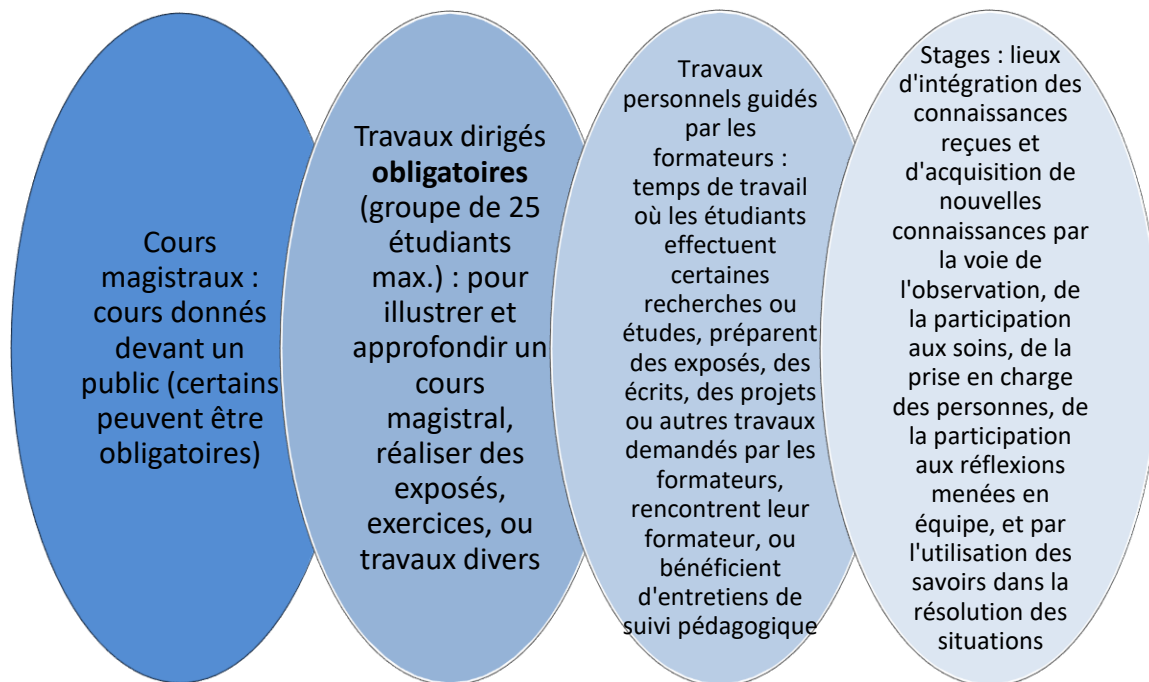 Cours
magistraux :
cours donnés
devant un
public (certains
peuvent être
obligatoires)
Travaux dirigés
obligatoires
(groupe de 25
étudiants
max.) : pour
illustrer et
approfondir un
cours
magistral,
réaliser des
exposés,
exercices, ou
travaux divers
Travaux
personnels guidés
par les
formateurs :
temps de travail
où les étudiants
effectuent
certaines
recherches ou
études, préparent
des exposés, des
écrits, des projets
ou autres travaux
demandés par les
formateurs,
rencontrent leur
formateur, ou
bénéficient
d'entretiens de
suivi pédagogique
Stages : lieux
d'intégration des
connaissances
reçues et
d'acquisition de
nouvelles
connaissances par
la voie de
l'observation, de
la participation
aux soins, de la
prise en charge
des personnes, de
la participation
aux réflexions
menées en
équipe, et par
l'utilisation des
savoirs dans la
résolution des
situations